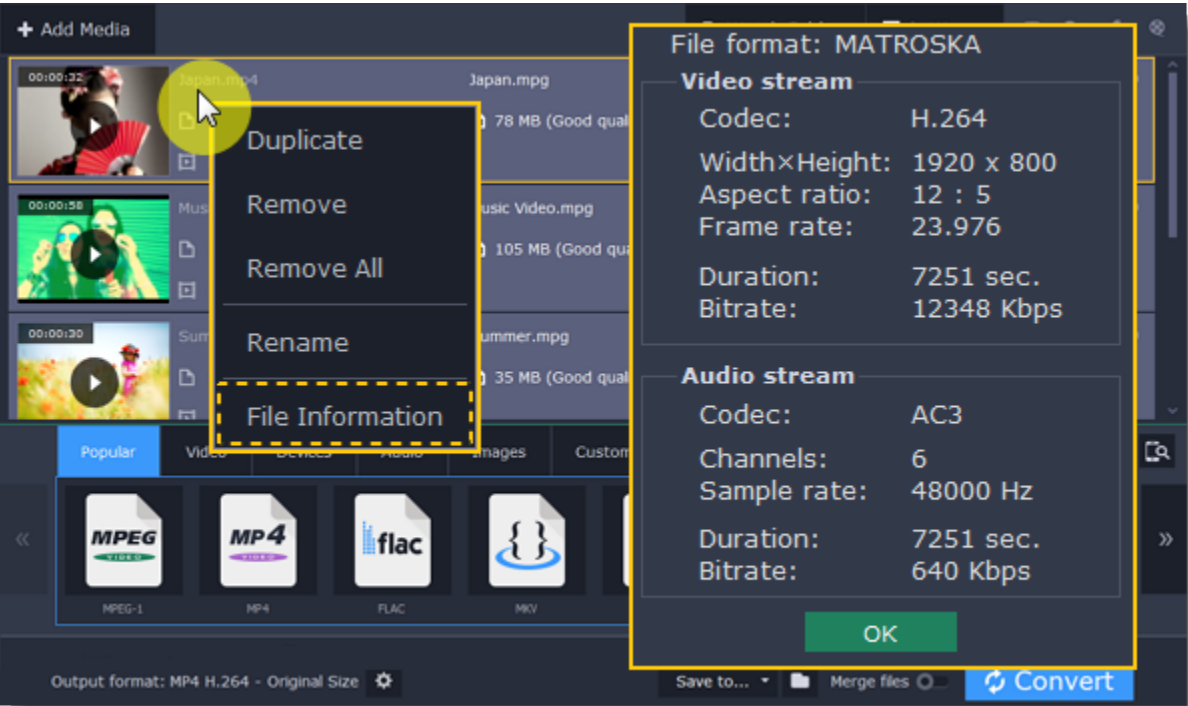 + Add Media
00:00:32
Japan.mp4
Japan.mpg
78 MB (Good qual
00:00:58
Mus
usic Video.mpg
105 MB (Good qua
00:00:30
Sum
ummer.mpg
35 MB (Good qual
Duplicate
Remove
Remove All
Rename
File Information
File format: MATROSKA
Video stream
Codec: H.264
Width×Height: 1920 x 800
Aspect ratio: 12 : 5
Frame rate: 23.976
Duration: 7251 sec.
Bitrate: 12348 Kbps
Audio stream
Codec: AC3
Channels: 6
Sample rate: 48000 Hz
Duration: 7251 sec.
Bitrate: 640 Kbps
OK
Popular Video Devices Audio Images Custom
MPEG VIDEO
MP4 VIDEO
flac
{ }
MPEG-1 MP4 FLAC MKV
« »
Output format: MP4 H.264 - Original Size
Save to... Merge files Convert